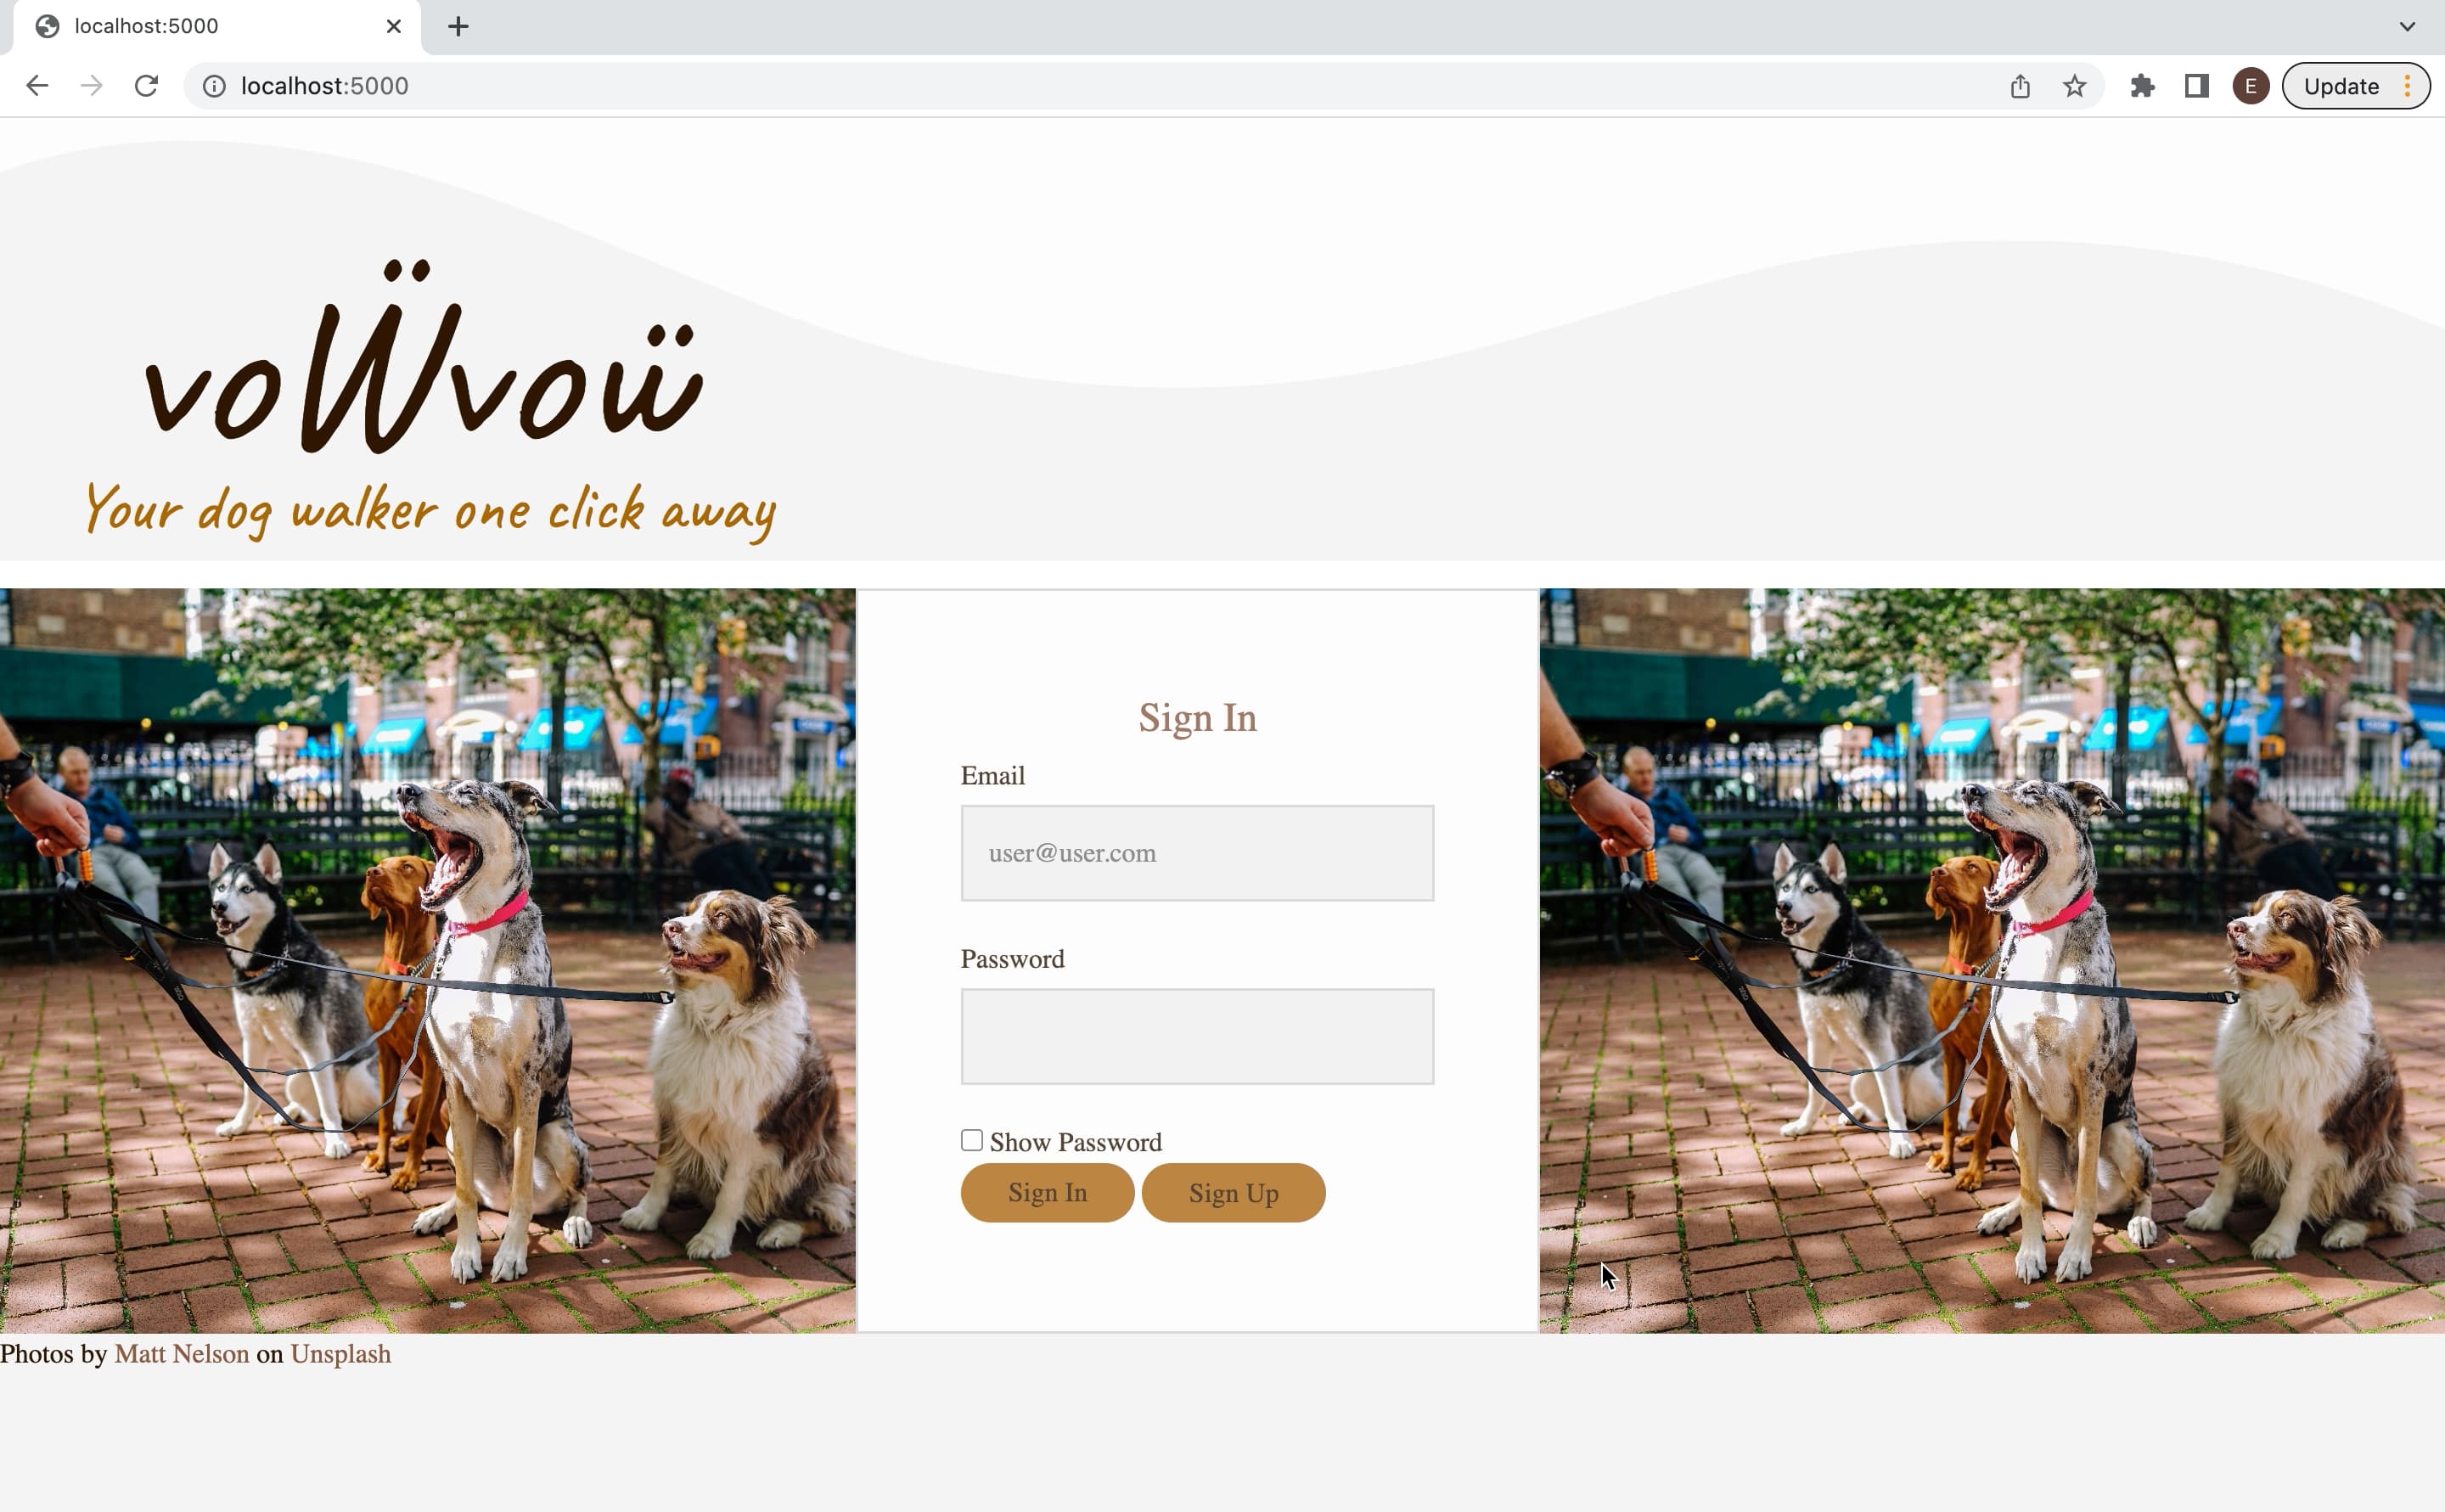 localhost:5000
localhost:5000
E
Update
voẄvoẅ
Your dog walker one click away
Sign In
Email
user@user.com
Password
Show Password
Sign In Sign Up
Photos by Matt Nelson on Unsplash